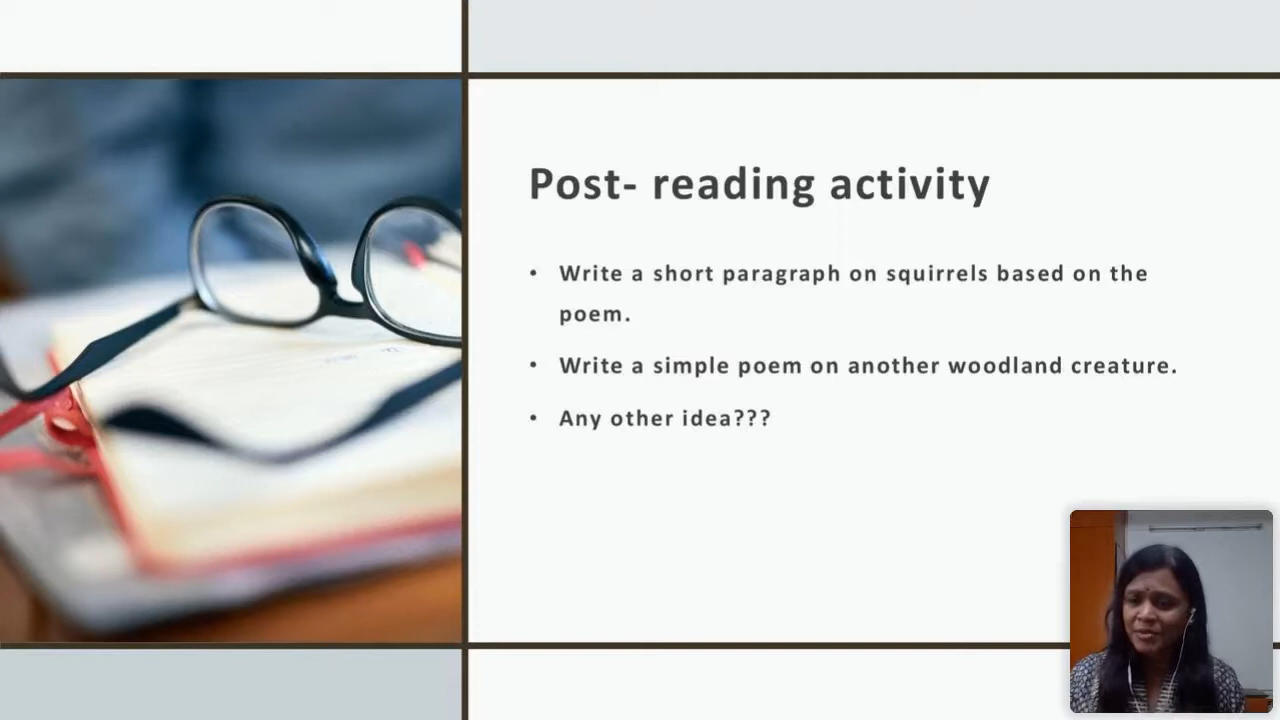 Post- reading activity
• Write a short paragraph on squirrels based on the
poem.
• Write a simple poem on another woodland creature.
• Any other idea???